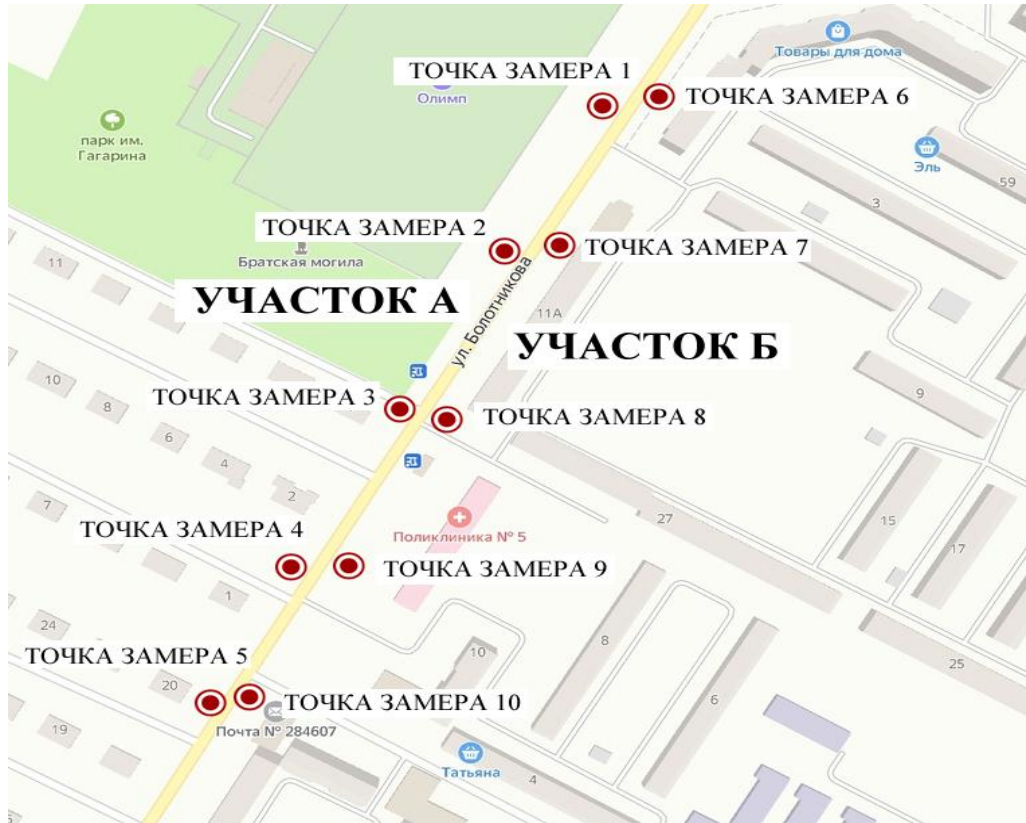 ТОЧКА ЗАМЕРА 1
Товары для дома
ТОЧКА ЗАМЕРА 6
Олимп
парк им.
Гагарина
Эль
59
3
ТОЧКА ЗАМЕРА 2
Братская могила
ТОЧКА ЗАМЕРА 7
11
УЧАСТОК А
ул. Болотникова
11А
УЧАСТОК Б
10
8
9
ТОЧКА ЗАМЕРА 3
ТОЧКА ЗАМЕРА 8
6
4
2
7
27
15
17
Поликлиника № 5
ТОЧКА ЗАМЕРА 4
ТОЧКА ЗАМЕРА 9
1
24
8
10
25
6
ТОЧКА ЗАМЕРА 5
20
ТОЧКА ЗАМЕРА 10
19
Почта № 284607
Татьяна
4